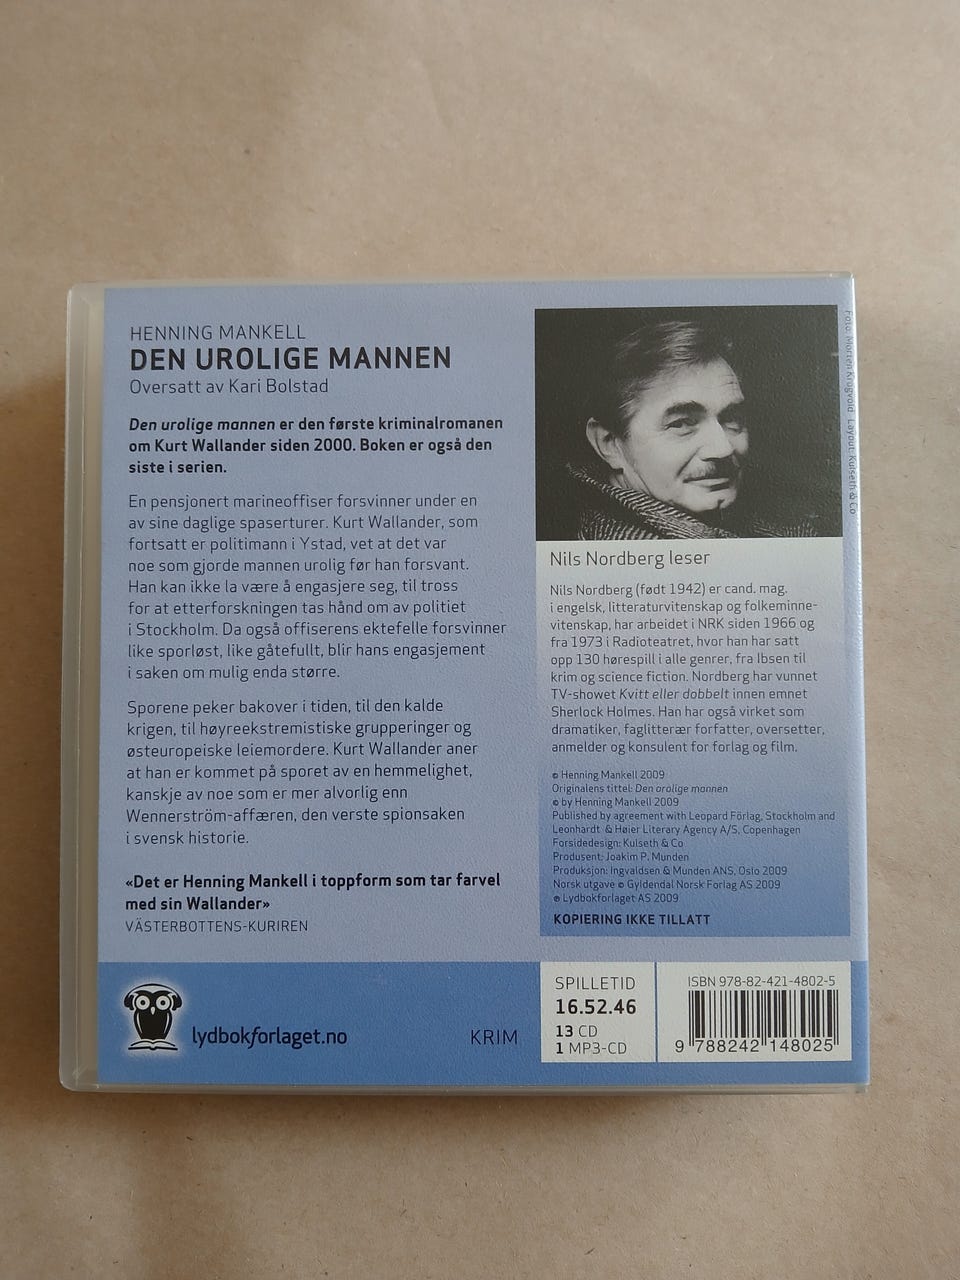 HENNING MANKELL
DEN UROLIGE MANNEN
Oversatt av Kari Bolstad
Den urolige mannen er den første kriminalromanen
om Kurt Wallander siden 2000. Boken er også den
siste i serien.
En pensjonert marineoffiser forsvinner under en
av sine daglige spaserturer. Kurt Wallander, som
fortsatt er politimann i Ystad, vet at det var
noe som gjorde mannen urolig før han forsvant.
Han kan ikke la være å engasjere seg, til tross
for at etterforskningen tas hånd om av politiet
i Stockholm. Da også offiserens ektefelle forsvinner
like sporløst, like gåtefullt, blir hans engasjement
i saken om mulig enda større.
Sporene peker bakover i tiden, til den kalde
krigen, til høyreekstremistiske grupperinger og
østeuropeiske leiemordere. Kurt Wallander aner
at han er kommet på sporet av en hemmelighet,
kanskje av noe som er mer alvorlig enn
Wennerström-affæren, den verste spionsaken
i svensk historie.
«Det er Henning Mankell i toppform som tar farvel
med sin Wallander»
VÄSTERBOTTENS-KURIREN
Foto: Morten Krogvold Layout: Kulseth & Co
Nils Nordberg leser
Nils Nordberg (født 1942) er cand. mag.
i engelsk, litteraturvitenskap og folkeminne-
vitenskap, har arbeidet i NRK siden 1966 og
fra 1973 i Radioteatret, hvor han har satt
opp 130 hørespill i alle genrer, fra Ibsen til
krim og science fiction. Nordberg har vunnet
TV-showet Kvitt eller dobbelt innen emnet
Sherlock Holmes. Han har også virket som
dramatiker, faglitterær forfatter, oversetter,
anmelder og konsulent for forlag og film.
© Henning Mankell 2009
Originalens tittel: Den orolige mannen
© by Henning Mankell 2009
Published by agreement with Leopard Förlag, Stockholm and
Leonhardt & Høier Literary Agency A/S, Copenhagen
Forsidedesign: Kulseth & Co
Produsent: Joakim P. Munden
Produksjon: Ingvaldsen & Munden ANS, Oslo 2009
Norsk utgave © Gyldendal Norsk Forlag AS 2009
℗ Lydbokforlaget AS 2009
KOPIERING IKKE TILLATT
lydbokforlaget.no
KRIM
SPILLETID
16.52.46
13 CD
1 MP3-CD
ISBN 978-82-421-4802-5
9 788242 148025